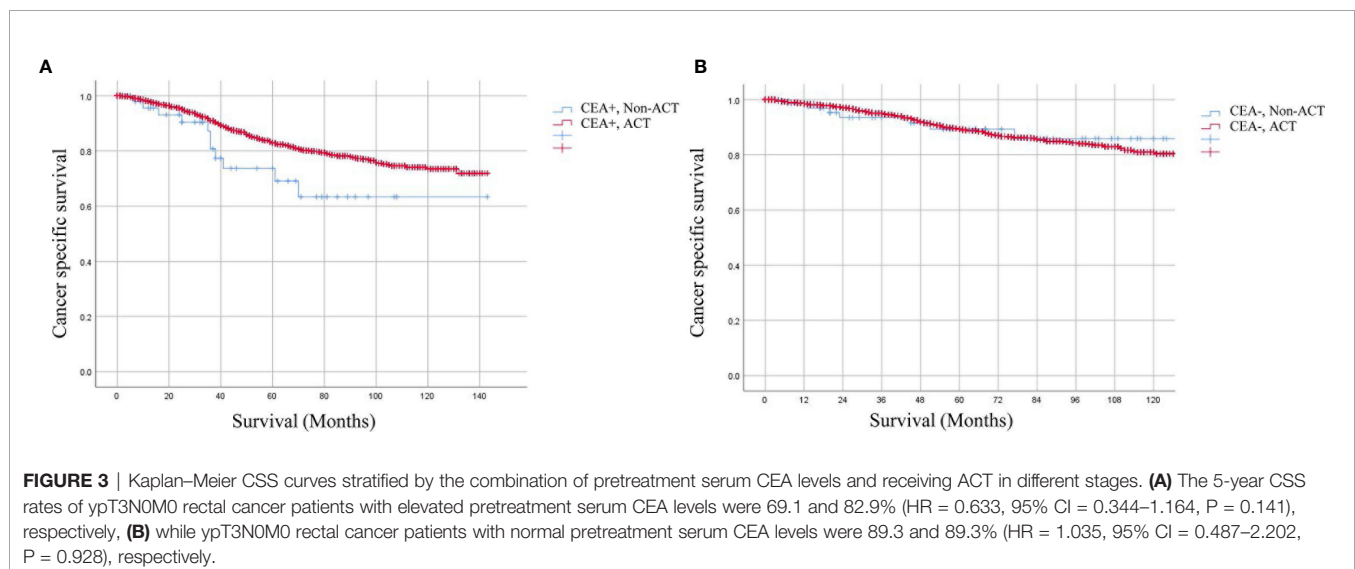 A
1.0
0.8
0.6
0.4
0.2
0.0
Cancer specific survival
0 20 40 60 80 100 120 140
Survival (Months)
CEA+, Non-ACT
CEA+, ACT
B
1.0
0.8
0.6
0.4
0.2
0.0
Cancer specific survival
0 12 24 36 48 60 72 84 96 108 120
Survival (Months)
CEA-, Non-ACT
CEA-, ACT
FIGURE 3 | Kaplan–Meier CSS curves stratified by the combination of pretreatment serum CEA levels and receiving ACT in different stages. (A) The 5-year CSS
rates of ypT3N0M0 rectal cancer patients with elevated pretreatment serum CEA levels were 69.1 and 82.9% (HR = 0.633, 95% CI = 0.344–1.164, P = 0.141),
respectively, (B) while ypT3N0M0 rectal cancer patients with normal pretreatment serum CEA levels were 89.3 and 89.3% (HR = 1.035, 95% CI = 0.487–2.202,
P = 0.928), respectively.